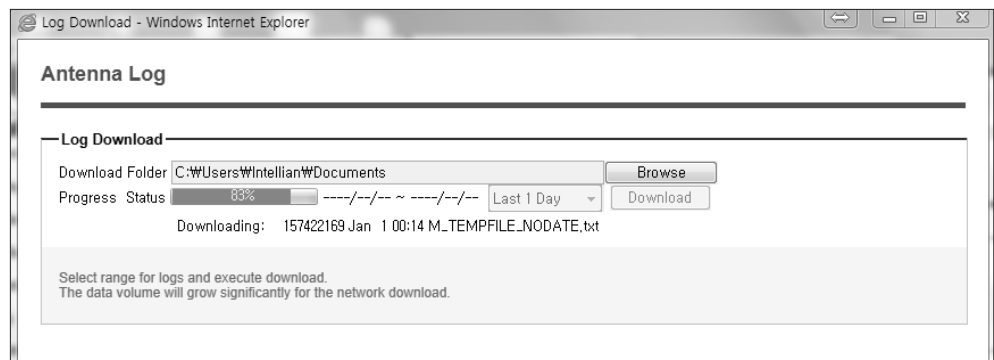 Log Download - Windows Internet Explorer
Antenna Log
Log Download
Download Folder C:₩Users₩Intellian₩Documents Browse
Progress Status 83% ----/--/-- ~ ----/--/-- Last 1 Day Download
Downloading: 157422169 Jan 1 00:14 M_TEMPFILE_NODATE.txt
Select range for logs and execute download.
The data volume will grow significantly for the network download.